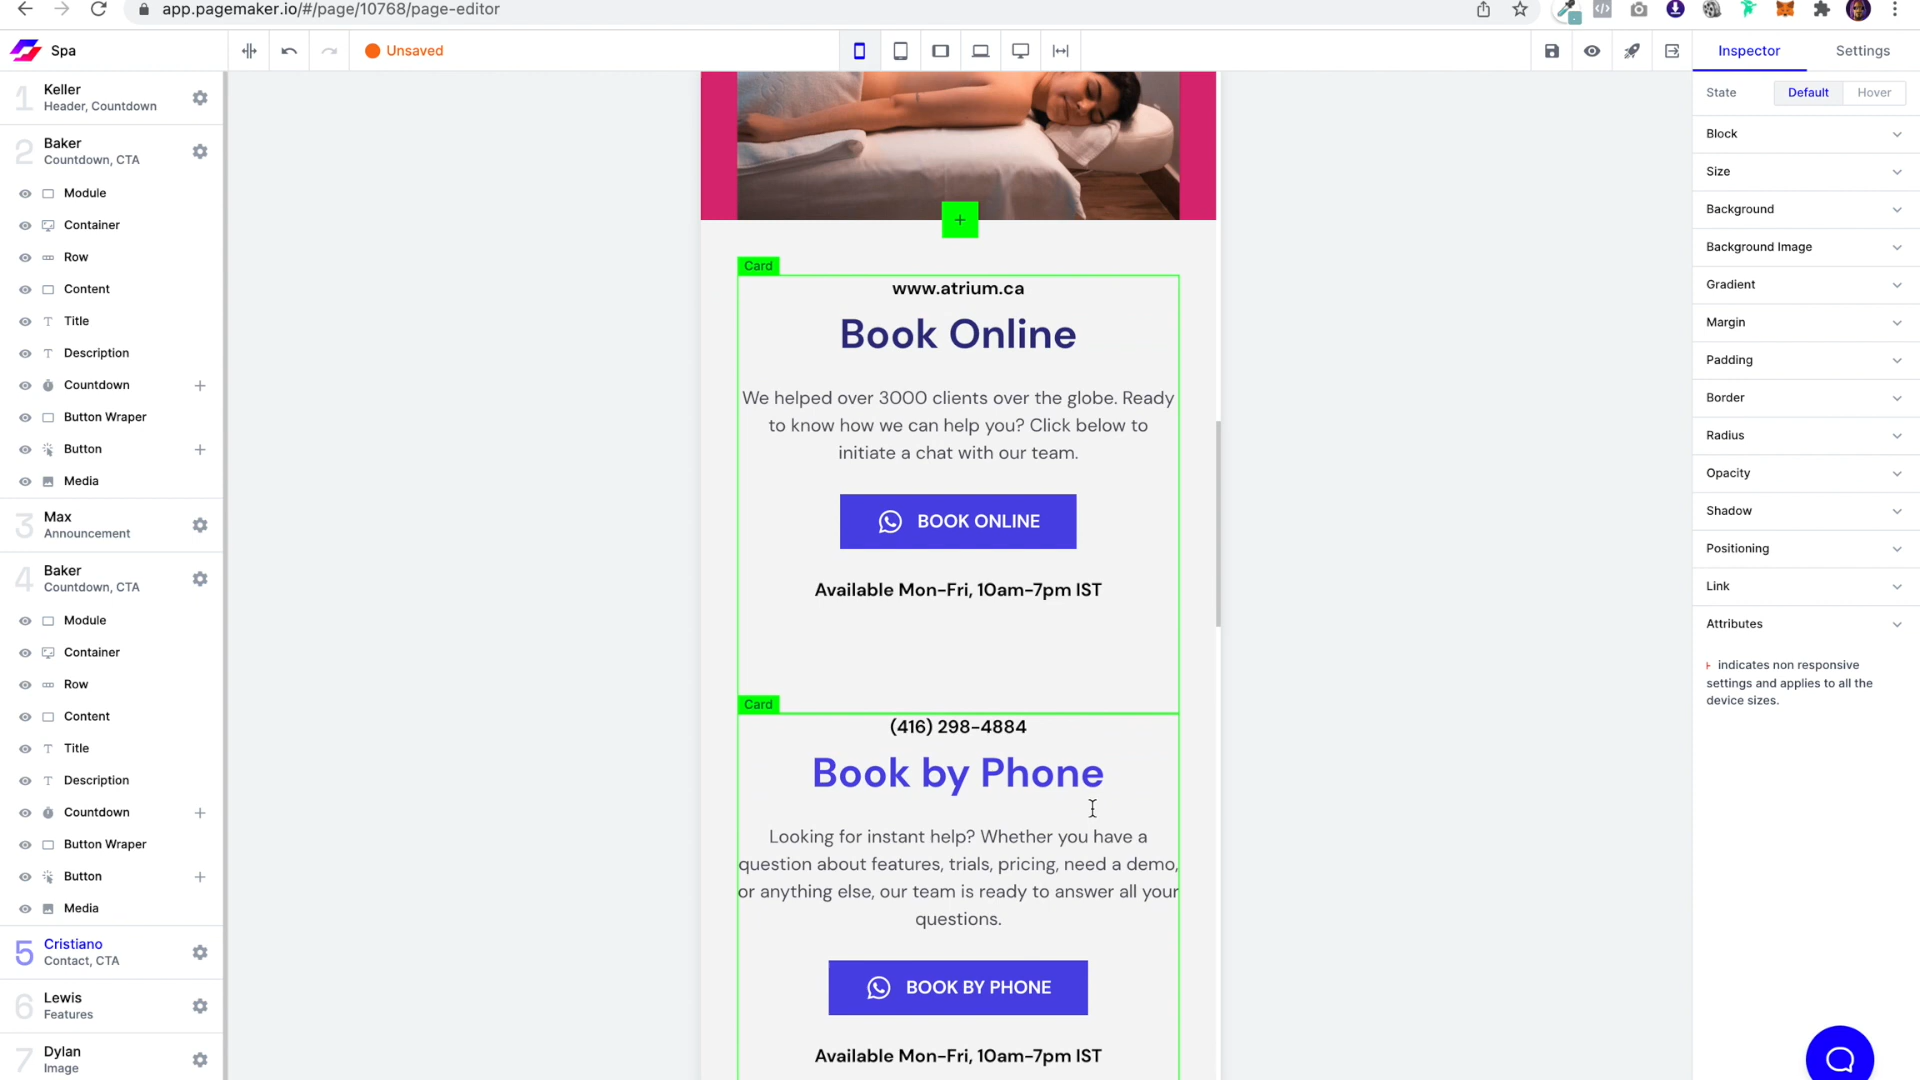 app.pagemaker.io/#/page/10768/page-editor
Spa
Unsaved
Inspector
Settings
1
Keller
Header, Countdown
2
Baker
Countdown, CTA
Module
Container
Row
Content
Title
Description
Countdown
Button Wraper
Button
Media
3
Max
Announcement
4
Baker
Countdown, CTA
Module
Container
Row
Content
Title
Description
Countdown
Button Wraper
Button
Media
5
Cristiano
Contact, CTA
6
Lewis
Features
7
Dylan
Image
+
Card
www.atrium.ca
Book Online
We helped over 3000 clients over the globe. Ready
to know how we can help you? Click below to
initiate a chat with our team.
BOOK ONLINE
Available Mon-Fri, 10am-7pm IST
Card
(416) 298-4884
Book by Phone
Looking for instant help? Whether you have a
question about features, trials, pricing, need a demo,
or anything else, our team is ready to answer all your
questions.
BOOK BY PHONE
Available Mon-Fri, 10am-7pm IST
State
Default
Hover
Block
Size
Background
Background Image
Gradient
Margin
Padding
Border
Radius
Opacity
Shadow
Positioning
Link
Attributes
indicates non responsive
settings and applies to all the
device sizes.